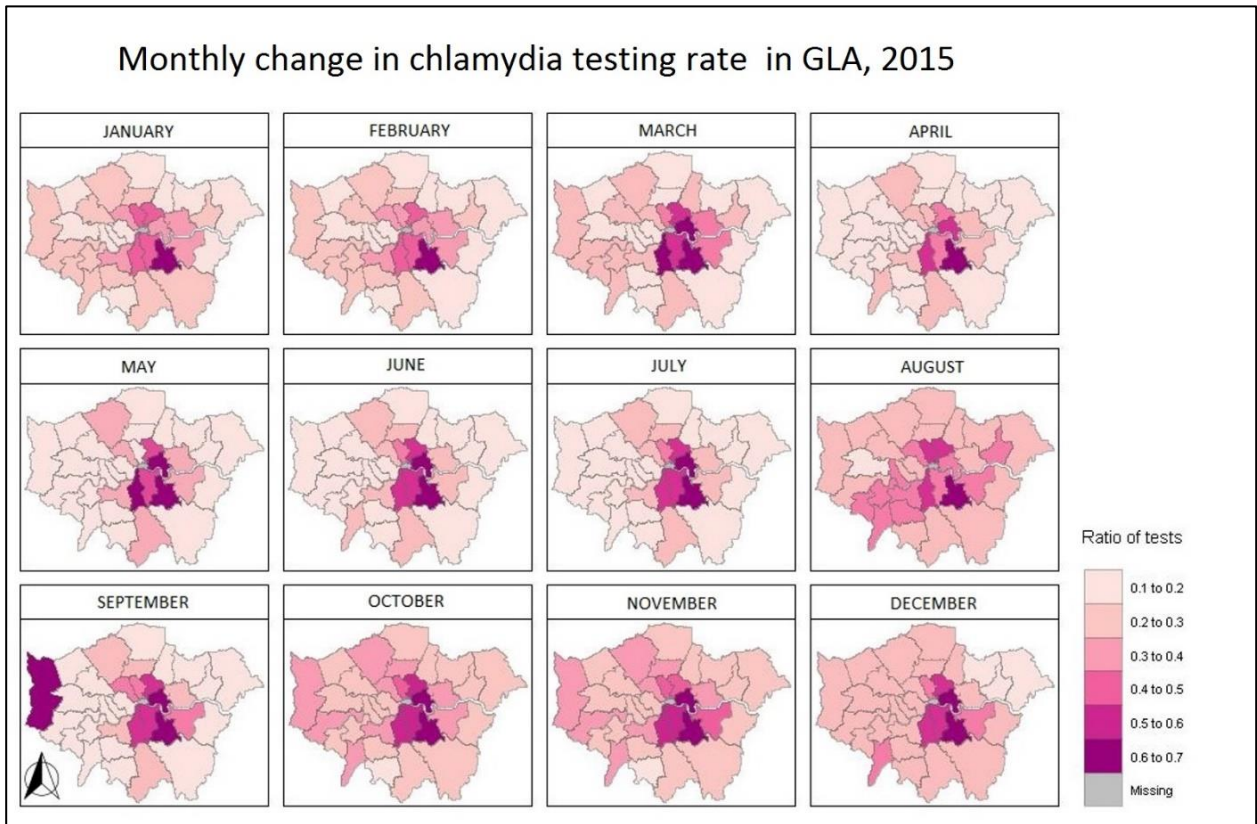 Monthly change in chlamydia testing rate in GLA, 2015
JANUARY
FEBRUARY
MARCH
APRIL
MAY
JUNE
JULY
AUGUST
SEPTEMBER
OCTOBER
NOVEMBER
DECEMBER
Ratio of tests
0.1 to 0.2
0.2 to 0.3
0.3 to 0.4
0.4 to 0.5
0.5 to 0.6
0.6 to 0.7
Missing